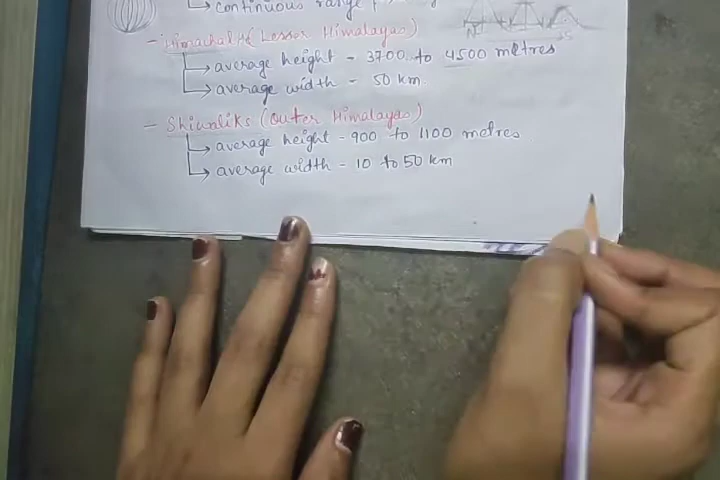 continuous range
N S
- Himachal (Lesser Himalayas)
average height - 3700 to 4500 metres
average width - 50 km
- Shiwaliks (Outer Himalayas)
average height - 900 to 1100 metres
average width - 10 to 50 km